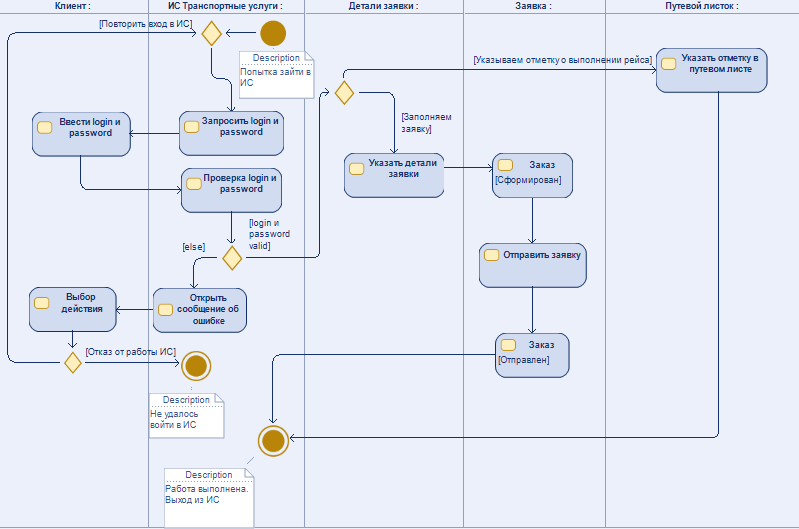 Клиент :
ИС Транспортные услуги :
Детали заявки :
Заявка :
Путевой листок :
[Повторить вход в ИС]
Description
Попытка зайти в
ИС
[Указываем отметку о выполнении рейса]
Указать отметку в
путевом листе
Ввести login и
password
Запросить login и
password
[Заполняем
заявку]
Проверка login и
password
Указать детали
заявки
Заказ
[Сформирован]
[login и
password
valid]
[else]
Отправить заявку
Выбор
действия
Открыть
сообщение об
ошибке
Заказ
[Отправлен]
[Отказ от работы ИС]
Description
Не удалось
войти в ИС
Description
Работа выполнена.
Выход из ИС